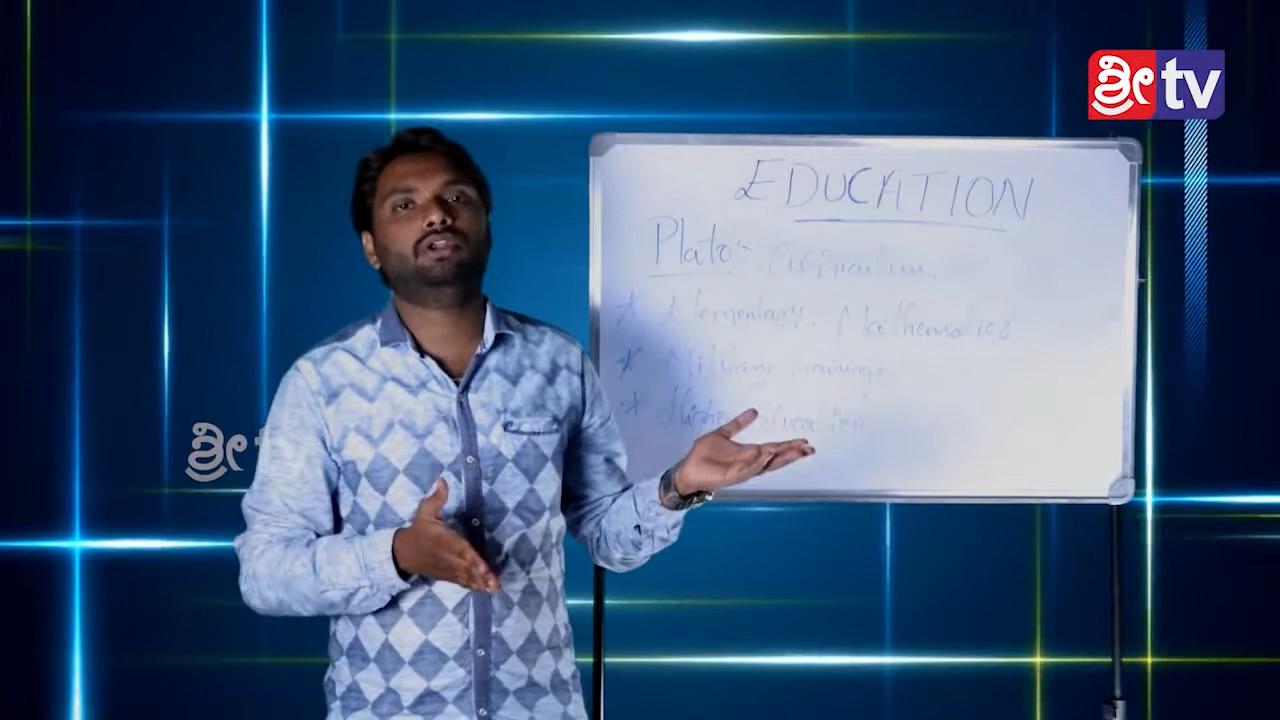 శ్రీ tv
EDUCATION
Plato:- Curriculum.
* Elementary. Mathematics
* Military training.
* Higher Education
శ్రీ t